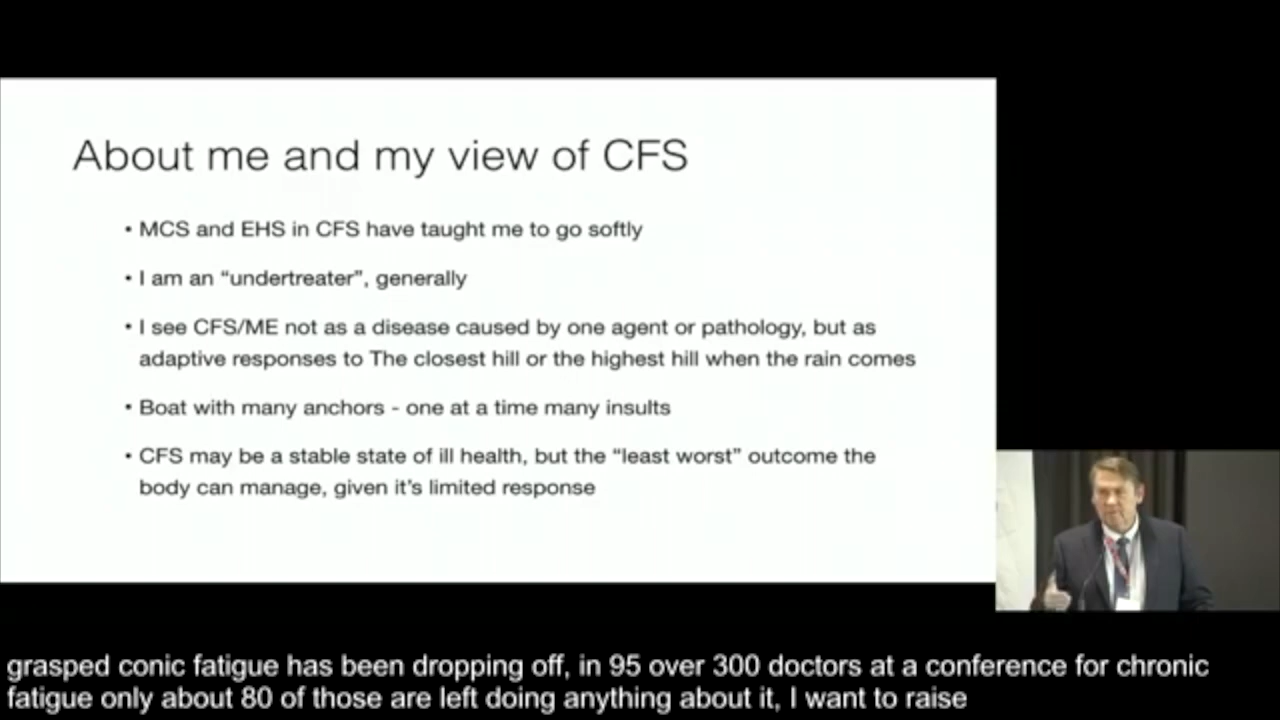 About me and my view of CFS
• MCS and EHS in CFS have taught me to go softly
• I am an “undertreater”, generally
• I see CFS/ME not as a disease caused by one agent or pathology, but as
adaptive responses to The closest hill or the highest hill when the rain comes
• Boat with many anchors - one at a time many insults
• CFS may be a stable state of ill health, but the “least worst” outcome the
body can manage, given it’s limited response
grasped conic fatigue has been dropping off, in 95 over 300 doctors at a conference for chronic
fatigue only about 80 of those are left doing anything about it, I want to raise